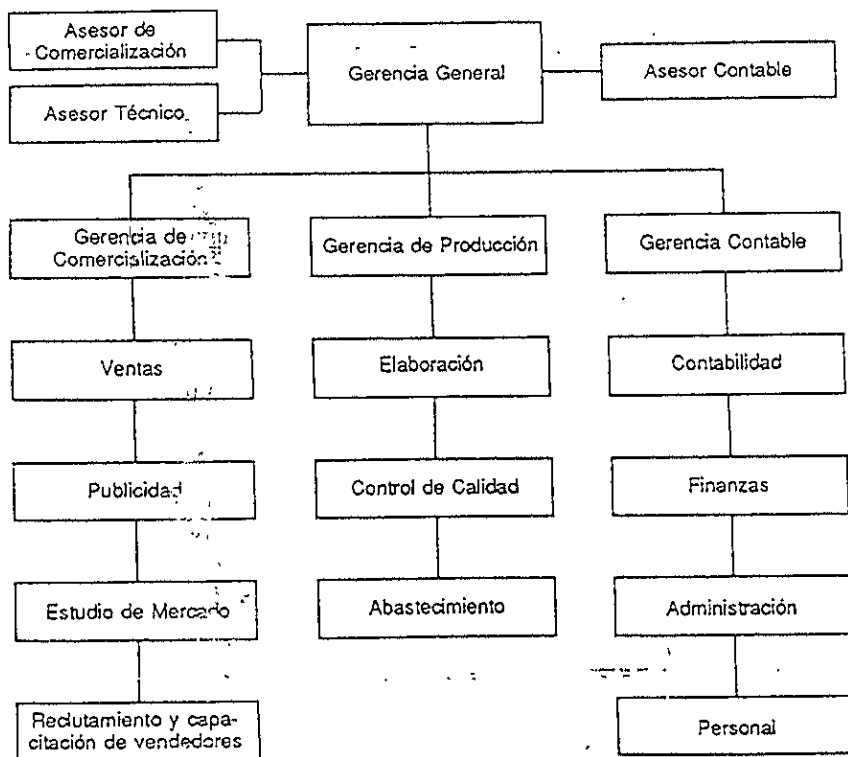 Asesor de
Comercialización
Gerencia General
Asesor Contable
Asesor Técnico
Gerencia de
Comercialización
Gerencia de Producción
Gerencia Contable
Ventas
Elaboración
Contabilidad
Publicidad
Control de Calidad
Finanzas
Estudio de Mercado
Abastecimiento
Administración
Reclutamiento y capa-
citación de vendedores
Personal